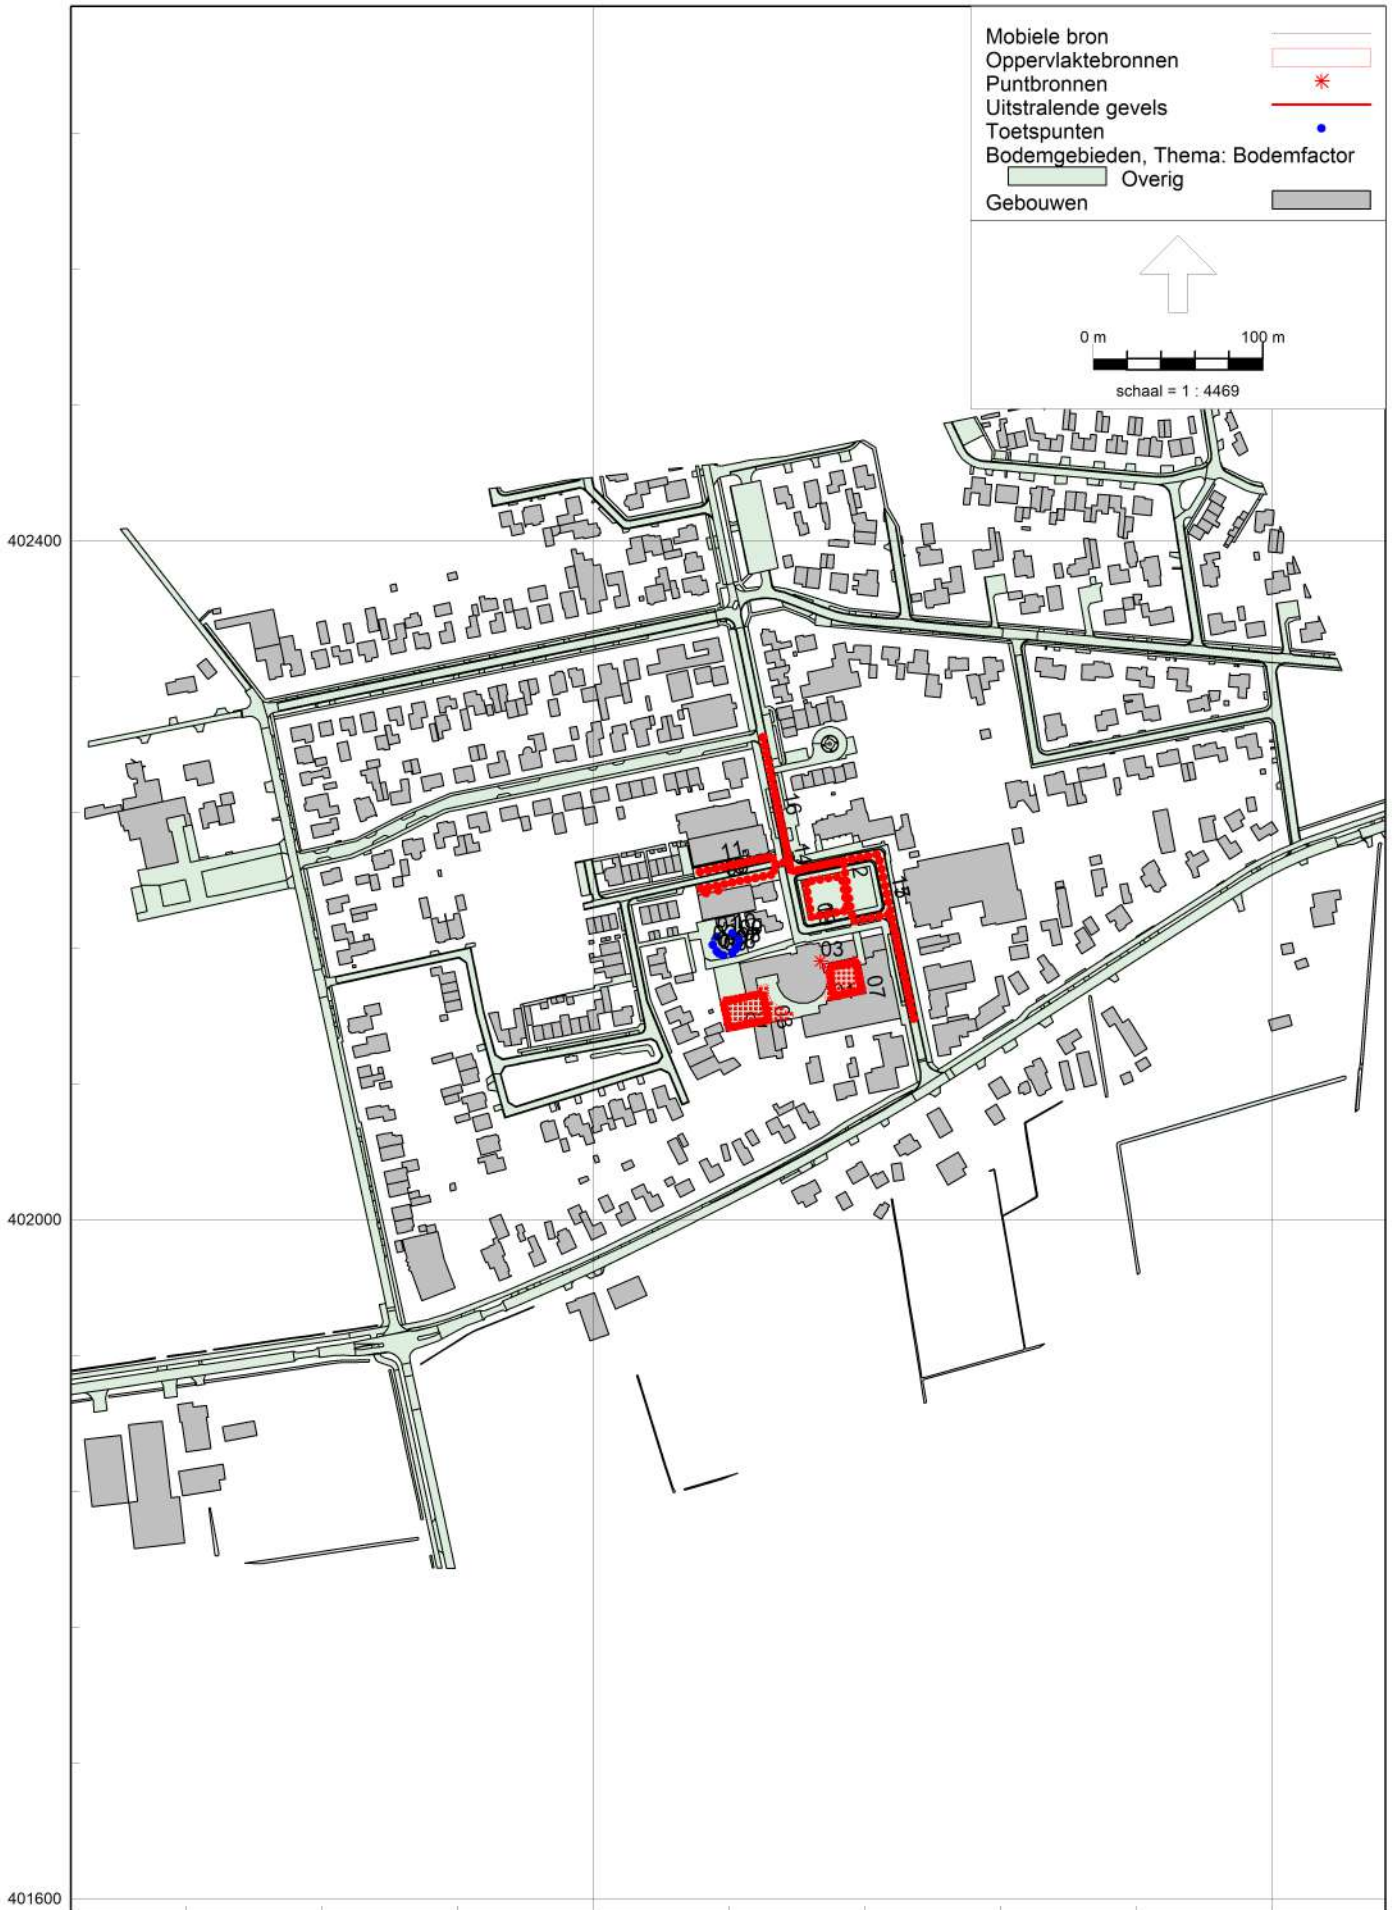 Mobiele bron
Oppervlaktebronnen
Puntbronnen
Uitstralende gevels
Toetspunten
Bodemgebieden, Thema: Bodemfactor
Overig
Gebouwen
0 m 100 m
schaal = 1 : 4469
402400
16
11
03
07
402000
401600